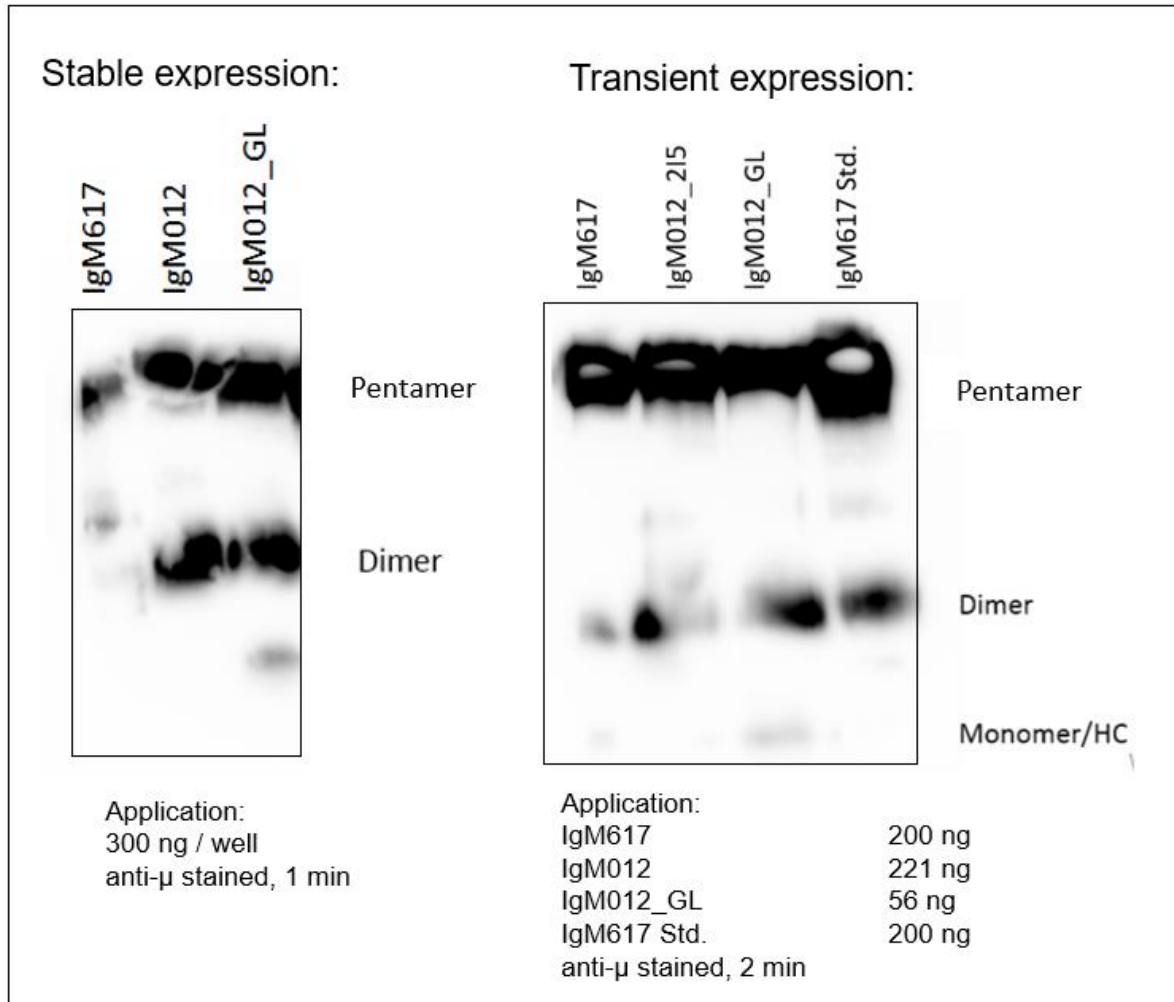 Stable expression:
Transient expression:
IgM617
IgM012
IgM012_GL
IgM617
IgM012_2I5
IgM012_GL
IgM617 Std.
Pentamer
Dimer
Pentamer
Dimer
Monomer/HC
Application:
300 ng / well
anti-µ stained, 1 min
Application:
IgM617 200 ng
IgM012 221 ng
IgM012_GL 56 ng
IgM617 Std. 200 ng
anti-µ stained, 2 min